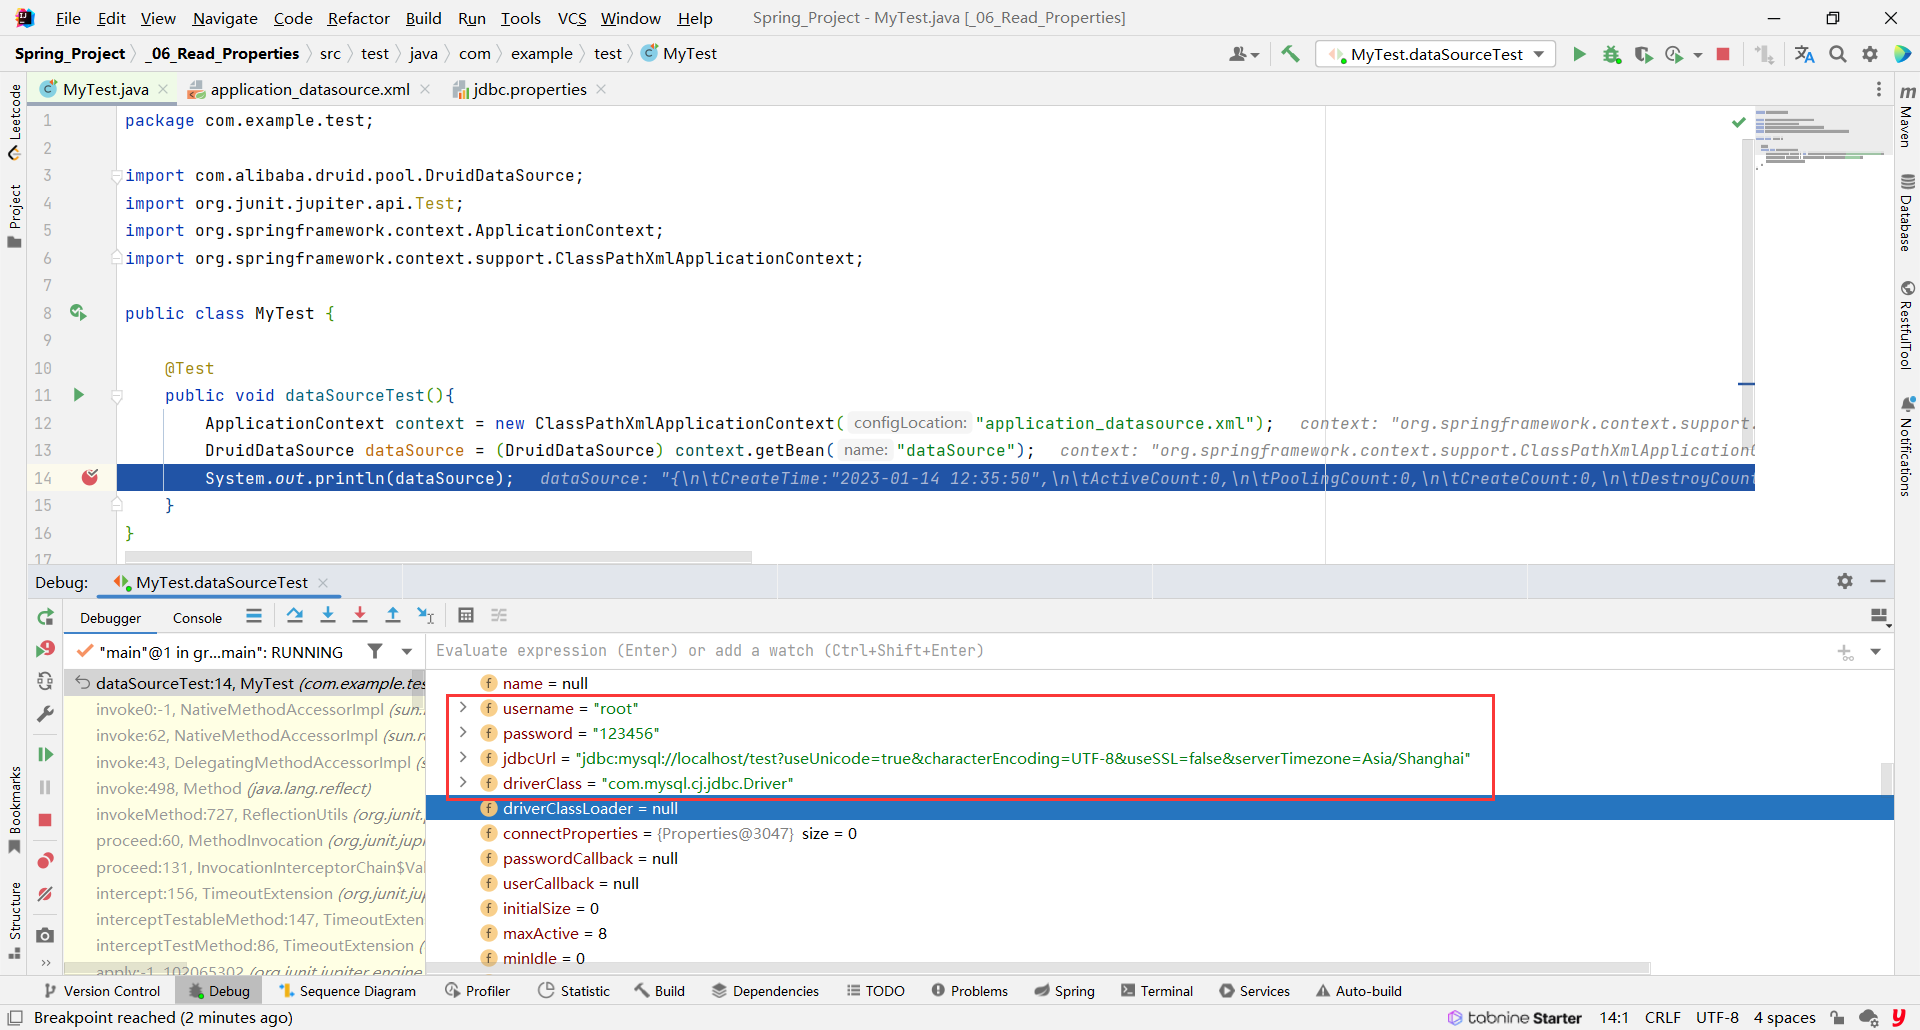 File Edit View Navigate Code Refactor Build Run Tools VCS Window Help Spring_Project - MyTest.java [_06_Read_Properties]
Spring_Project _06_Read_Properties src test java com example test MyTest MyTest.dataSourceTest
MyTest.java application_datasource.xml jdbc.properties
Leetcode
Project
Bookmarks
Structure
Maven
Database
RestfulTool
Notifications
1 package com.example.test;
2
3 import com.alibaba.druid.pool.DruidDataSource;
4 import org.junit.jupiter.api.Test;
5 import org.springframework.context.ApplicationContext;
6 import org.springframework.context.support.ClassPathXmlApplicationContext;
7
8 public class MyTest {
9
10 @Test
11 public void dataSourceTest(){
12 ApplicationContext context = new ClassPathXmlApplicationContext( configLocation: "application_datasource.xml"); context: "org.springframework.context.support.
13 DruidDataSource dataSource = (DruidDataSource) context.getBean( name: "dataSource"); context: "org.springframework.context.support.ClassPathXmlApplication
14 System.out.println(dataSource); dataSource: "{\n\tCreateTime:"2023-01-14 12:35:50",\n\tActiveCount:0,\n\tPoolingCount:0,\n\tCreateCount:0,\n\tDestroyCount
15 }
16 }
17
Debug: MyTest.dataSourceTest
Debugger Console
"main"@1 in gr...main": RUNNING
Evaluate expression (Enter) or add a watch (Ctrl+Shift+Enter)
dataSourceTest:14, MyTest (com.example.tes
invoke0:-1, NativeMethodAccessorImpl (sun.
invoke:62, NativeMethodAccessorImpl (sun.r
invoke:43, DelegatingMethodAccessorImpl (s
invoke:498, Method (java.lang.reflect)
invokeMethod:727, ReflectionUtils (org.junit.
proceed:60, MethodInvocation (org.junit.jupi
proceed:131, InvocationInterceptorChain$Val
intercept:156, TimeoutExtension (org.junit.ju
interceptTestableMethod:147, TimeoutExten
interceptTestMethod:86, TimeoutExtension (
apply:-1, 102065302 (org.junit.jupiter.engine
name = null
username = "root"
password = "123456"
jdbcUrl = "jdbc:mysql://localhost/test?useUnicode=true&characterEncoding=UTF-8&useSSL=false&serverTimezone=Asia/Shanghai"
driverClass = "com.mysql.cj.jdbc.Driver"
driverClassLoader = null
connectProperties = {Properties@3047} size = 0
passwordCallback = null
userCallback = null
initialSize = 0
maxActive = 8
minIdle = 0
Version Control Debug Sequence Diagram Profiler Statistic Build Dependencies TODO Problems Spring Terminal Services Auto-build
Breakpoint reached (2 minutes ago) tabnine Starter 14:1 CRLF UTF-8 4 spaces